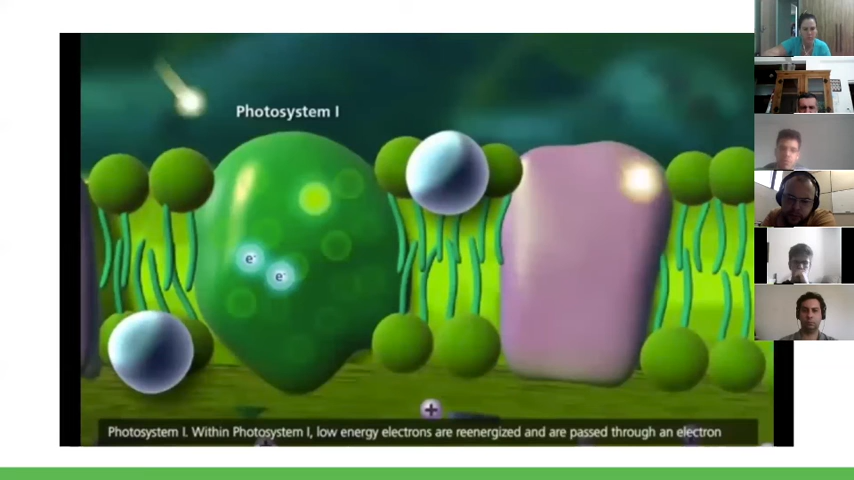 Photosystem I
e-
e-
+
Photosystem I. Within Photosystem I, low energy electrons are reenergized and are passed through an electron